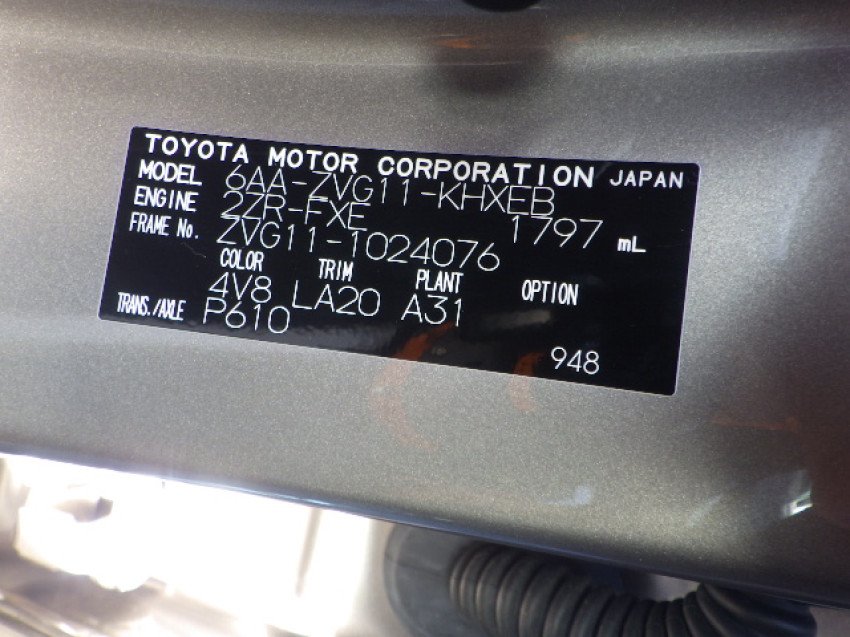 TOYOTA MOTOR CORPORATION JAPAN
MODEL 6AA-ZVG11-KHXEB
ENGINE 2ZR-FXE 1797 mL
FRAME No. ZVG11-1024076
COLOR TRIM PLANT OPTION
4V8 LA20 A31
TRANS./AXLE P610
948